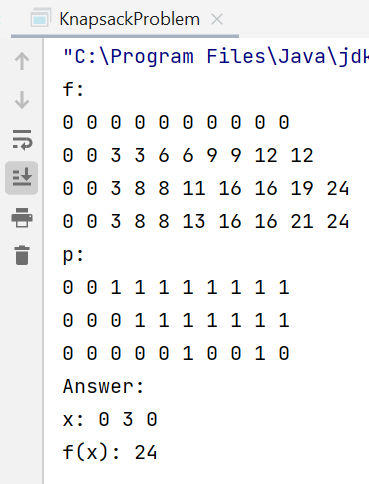 KnapsackProblem
"C:\Program Files\Java\jdk
f:
0 0 0 0 0 0 0 0 0 0
0 0 3 3 6 6 9 9 12 12
0 0 3 8 8 11 16 16 19 24
0 0 3 8 8 13 16 16 21 24
p:
0 0 1 1 1 1 1 1 1 1
0 0 0 1 1 1 1 1 1 1
0 0 0 0 0 1 0 0 1 0
Answer:
x: 0 3 0
f(x): 24